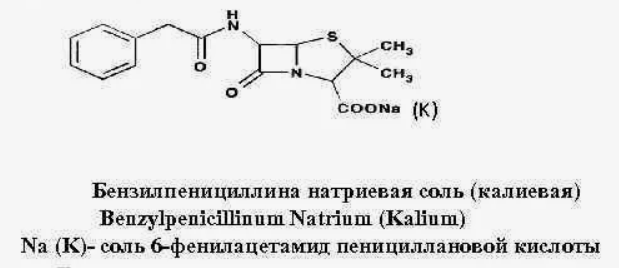 H
N
S
CH3
CH3
O
N
O
COONa (K)
Бензилпенициллина натриевая соль (калиевая)
Benzylpenicillinum Natrium (Kalium)
Na (K)- соль 6-фенилацетамид пенициллановой кислоты